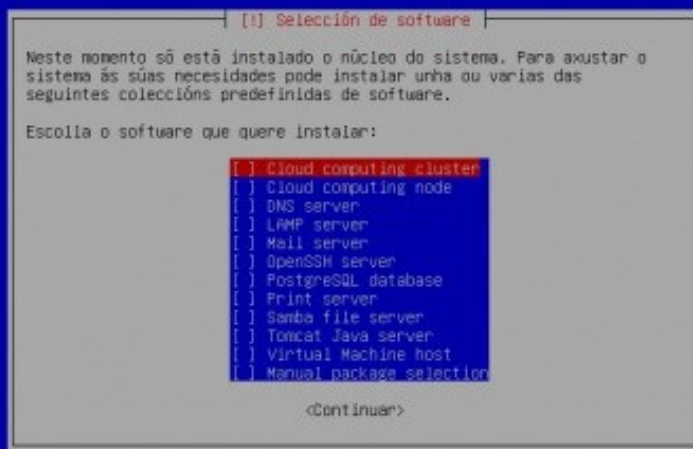 [!] Selección de software
Neste momento só está instalado o núcleo do sistema. Para axustar o
sistema ás súas necesidades pode instalar unha ou varias das
seguintes coleccións predefinidas de software.
Escolla o software que quere instalar:
[ ] Cloud computing cluster
[ ] Cloud computing node
[ ] DNS server
[ ] LAMP server
[ ] Mail server
[ ] OpenSSH server
[ ] PostgreSQL database
[ ] Print server
[ ] Samba file server
[ ] Tomcat Java server
[ ] Virtual Machine host
[ ] Manual package selection
<Continuar>